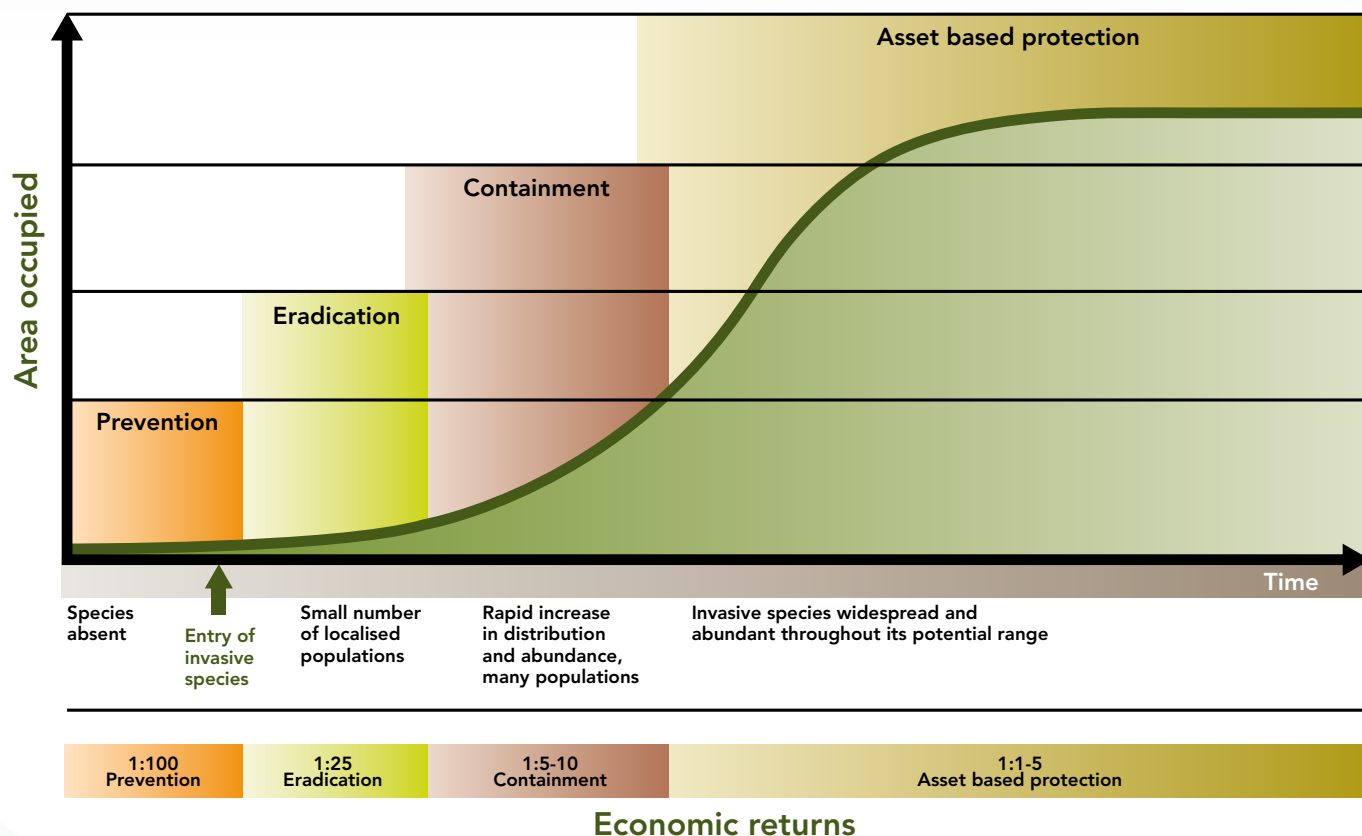 Asset based protection
Containment
Eradication
Prevention
Area occupied
Time
Species
absent
Entry of
invasive
species
Small number
of localised
populations
Rapid increase
in distribution
and abundance,
many populations
Invasive species widespread and
abundant throughout its potential range
1:100
Prevention
1:25
Eradication
1:5-10
Containment
1:1-5
Asset based protection
Economic returns